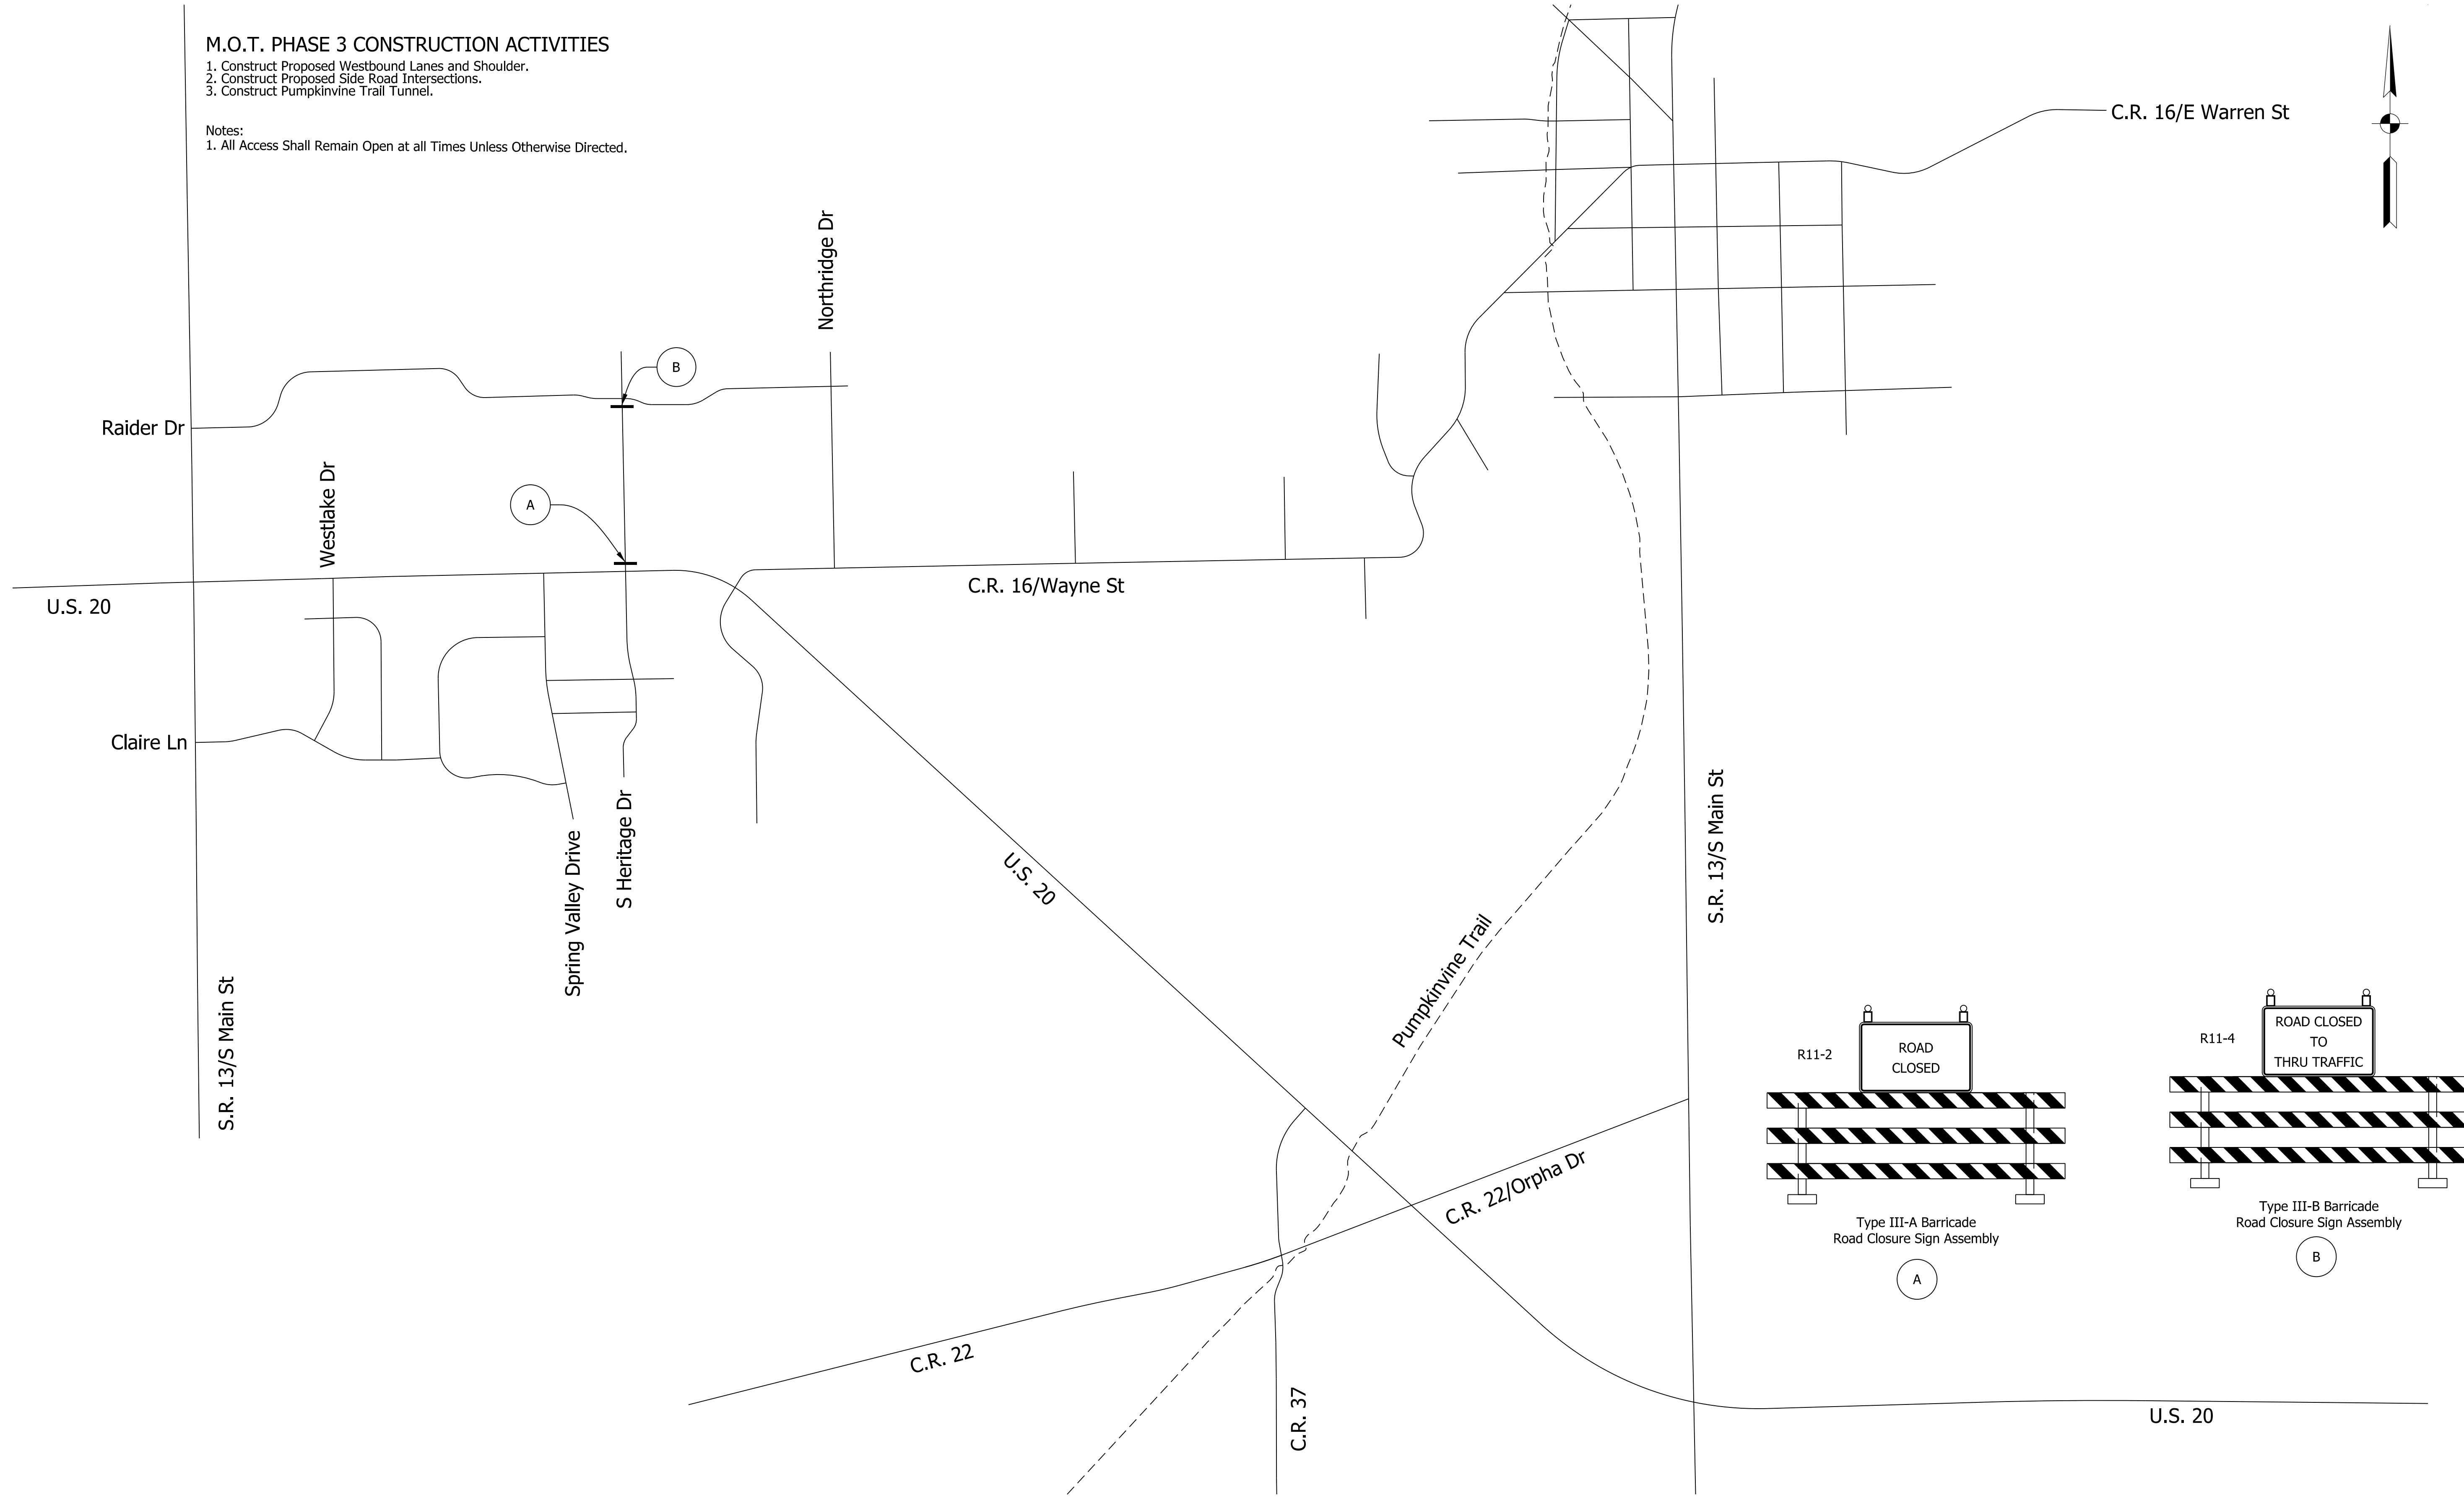 M.O.T. PHASE 3 CONSTRUCTION ACTIVITIES
1. Construct Proposed Westbound Lanes and Shoulder.
2. Construct Proposed Side Road Intersections.
3. Construct Pumpkinvine Trail Tunnel.
Notes:
1. All Access Shall Remain Open at all Times Unless Otherwise Directed.
C.R. 16/E Warren St
Northridge Dr
B
Raider Dr
Westlake Dr
A
U.S. 20
C.R. 16/Wayne St
Claire Ln
Spring Valley Drive
S Heritage Dr
U.S. 20
S.R. 13/S Main St
S.R. 13/S Main St
Pumpkinvine Trail
C.R. 22/Orpha Dr
C.R. 22
C.R. 37
U.S. 20
R11-2
ROAD
CLOSED
Type III-A Barricade
Road Closure Sign Assembly
A
R11-4
ROAD CLOSED
TO
THRU TRAFFIC
Type III-B Barricade
Road Closure Sign Assembly
B